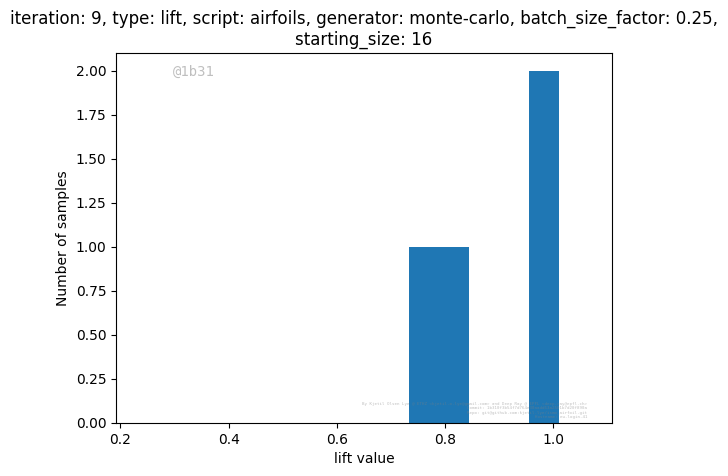 iteration: 9, type: lift, script: airfoils, generator: monte-carlo, batch_size_factor: 0.25,
starting_size: 16
@1b31
2.00
1.75
1.50
1.25
1.00
0.75
0.50
0.25
0.00
Number of samples
0.2
0.4
0.6
0.8
1.0
lift value